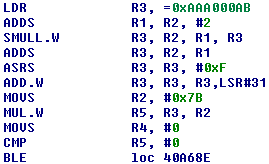 LDR R3, =0xAAA000AB
ADDS R1, R2, #2
SMULL.W R3, R2, R1, R3
ADDS R3, R2, R1
ASRS R3, R3, #0xF
ADD.W R3, R3, R3,LSR#31
MOVS R2, #0x7B
MUL.W R5, R3, R2
MOVS R4, #0
CMP R5, #0
BLE loc_40A68E